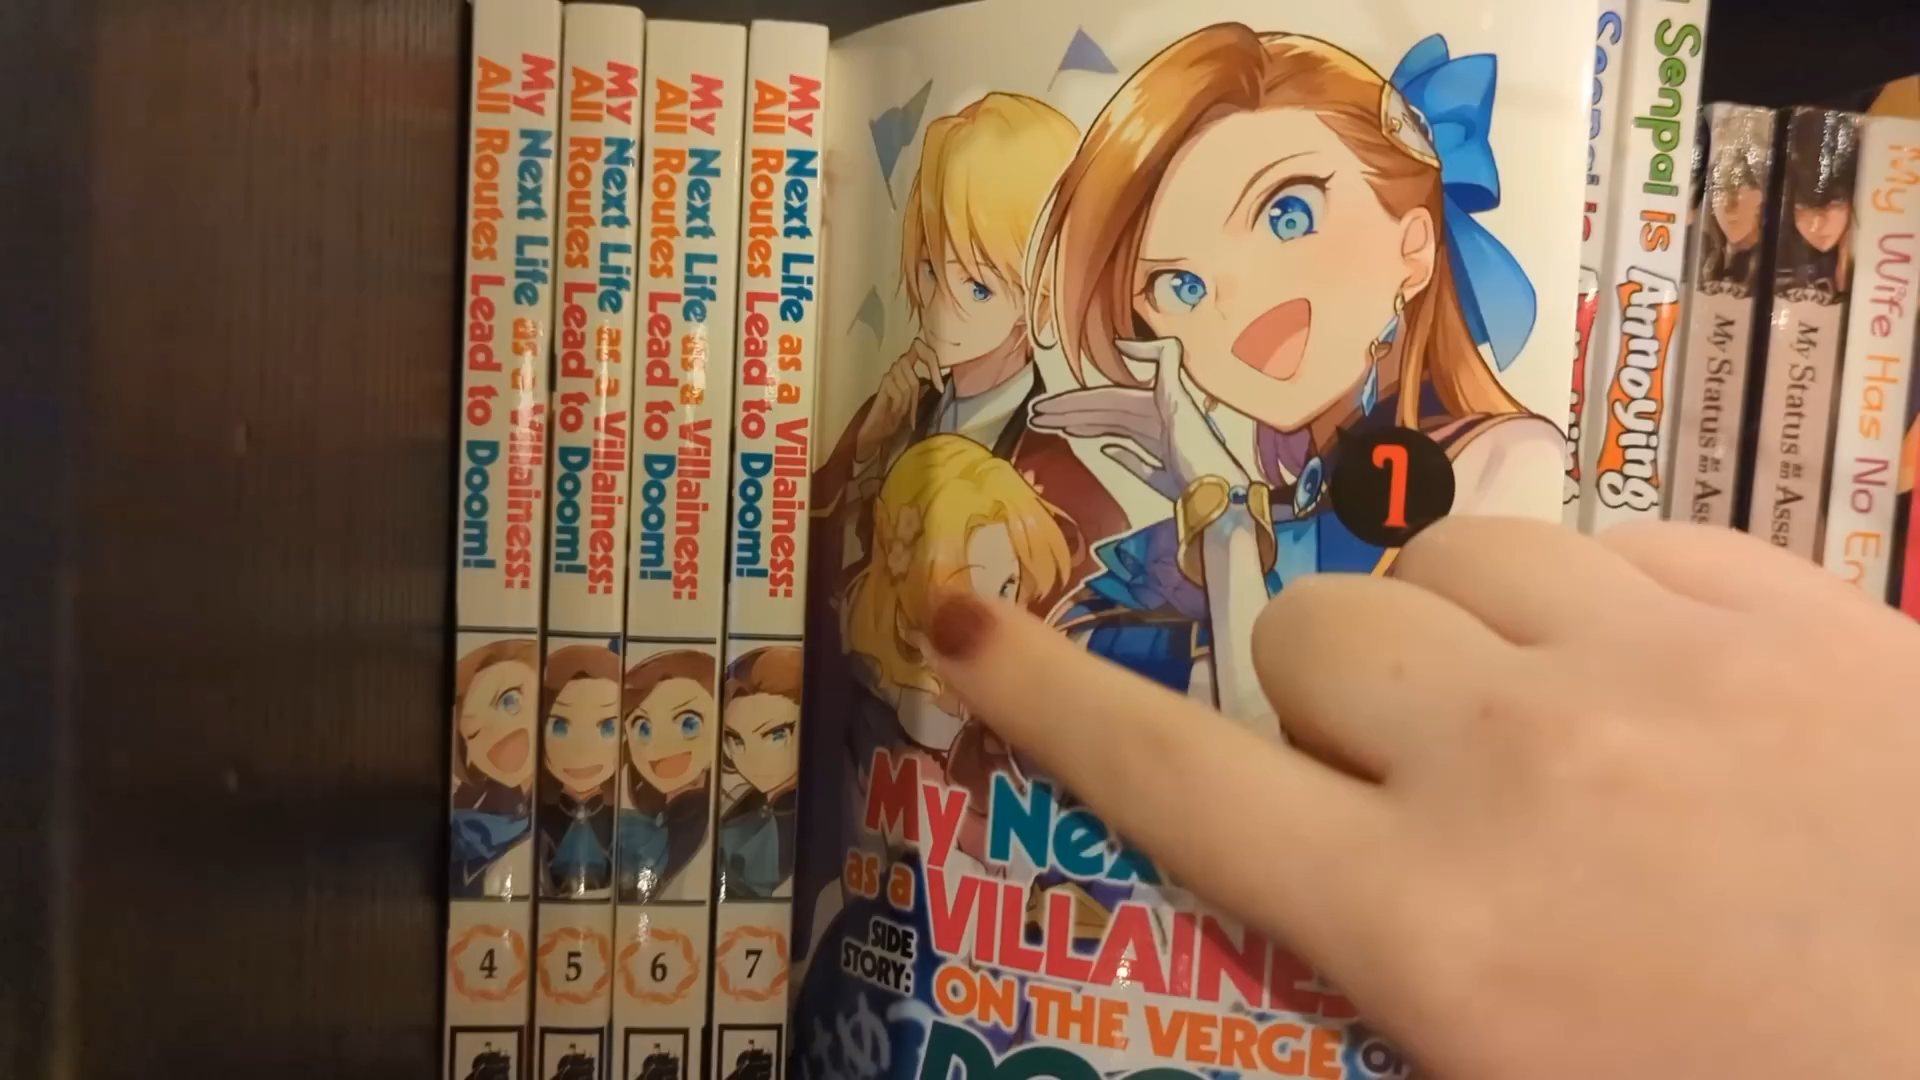 My Next Life as a Villainess:
All Routes Lead to Doom!
4
My Next Life as a Villainess:
All Routes Lead to Doom!
5
My Next Life as a Villainess:
All Routes Lead to Doom!
6
My Next Life as a Villainess:
All Routes Lead to Doom!
7
1
My
as a VILLAINE
SIDE
STORY:
ON THE VERGE
Senpai is
Annoying
My Status as an Ass
My Status as an Assa
My Wife Has No Em